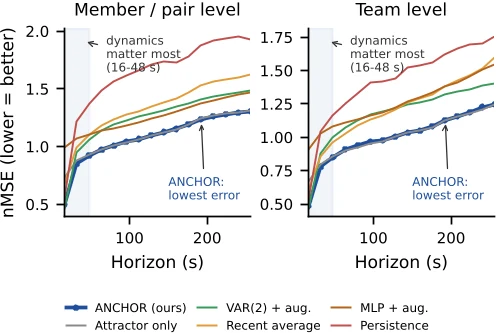 Member / pair level
Team level
nMSE (lower = better)
2.0
1.5
1.0
0.5
dynamics
matter most
(16-48 s)
ANCHOR:
lowest error
100
200
Horizon (s)
1.75
1.50
1.25
1.00
0.75
0.50
dynamics
matter most
(16-48 s)
ANCHOR:
lowest error
100
200
Horizon (s)
ANCHOR (ours)
VAR(2) + aug.
MLP + aug.
Attractor only
Recent average
Persistence